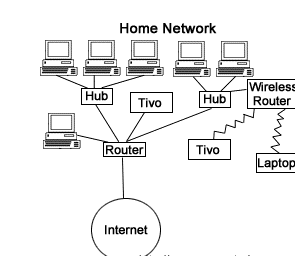 Home Network
Hub
Tivo
Hub
Wireless
Router
Router
Tivo
Laptop
Internet